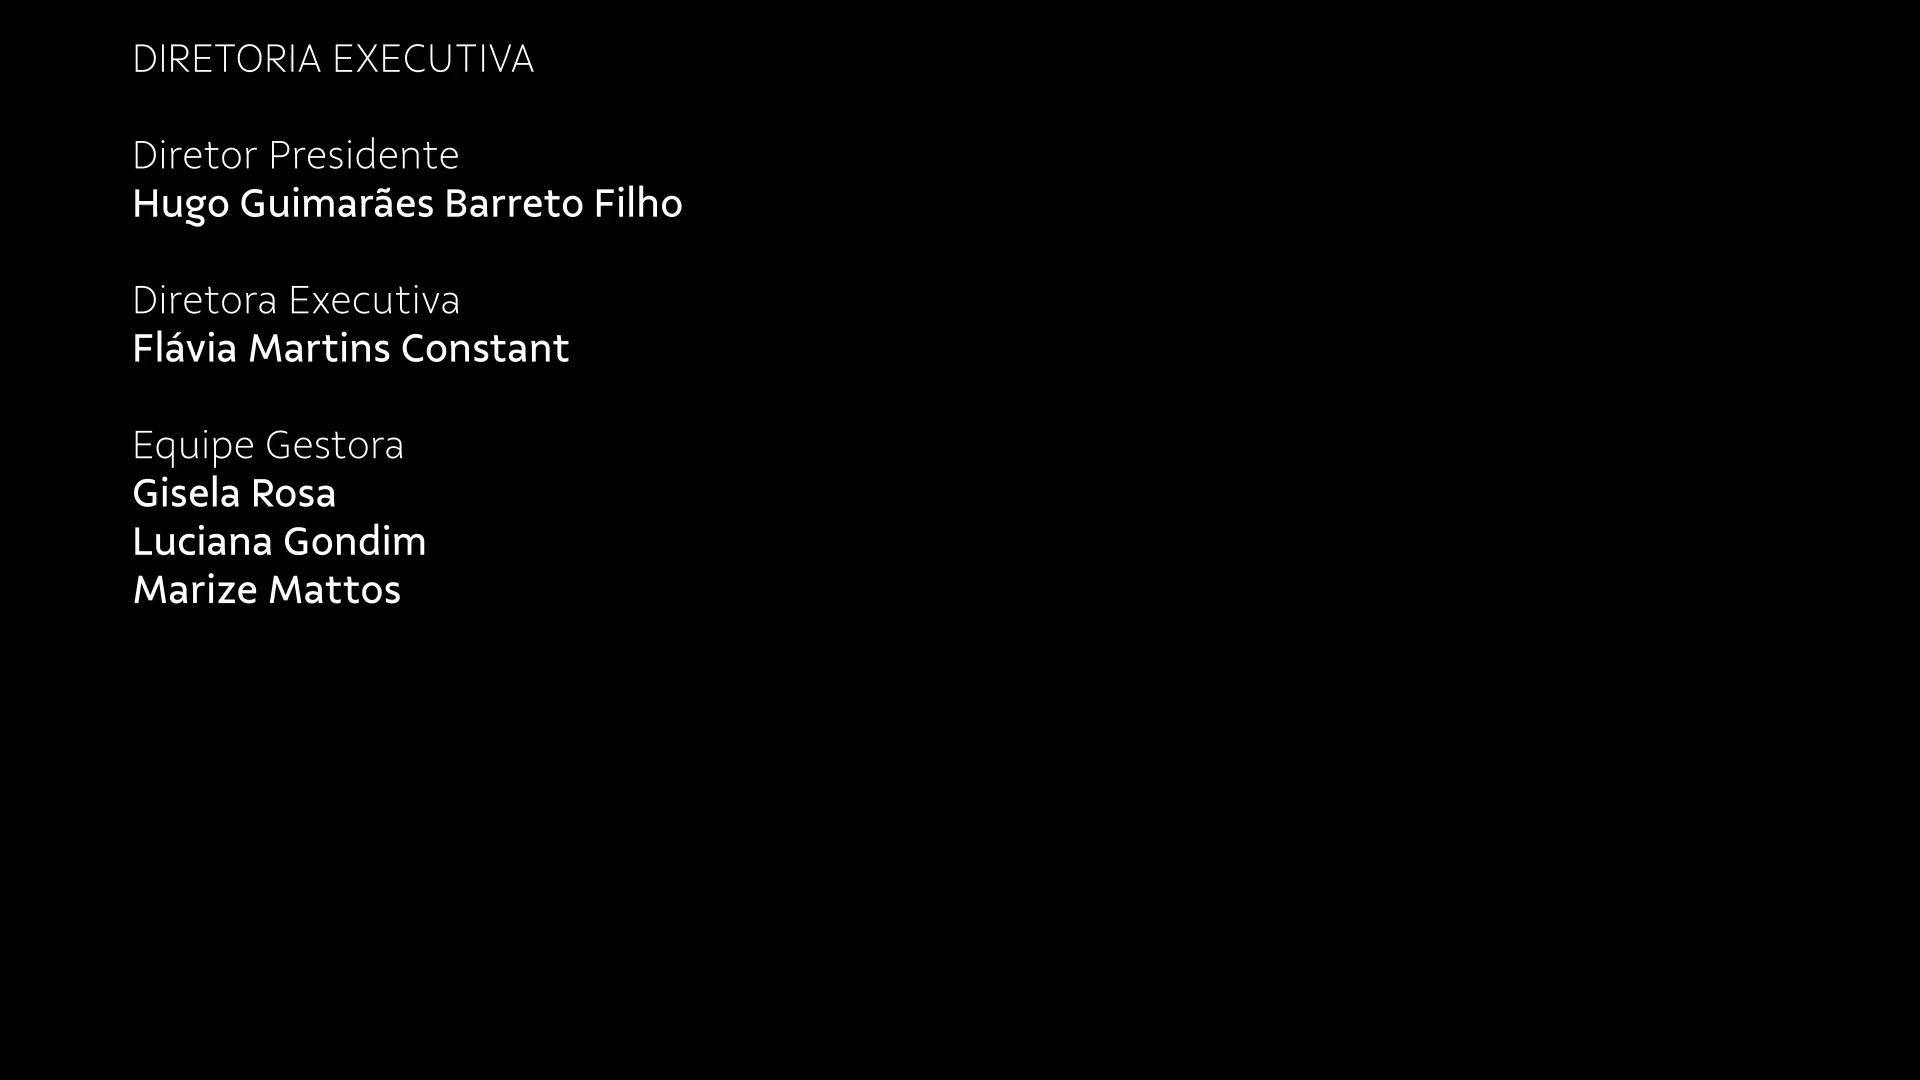 DIRETORIA EXECUTIVA
Diretor Presidente
Hugo Guimarães Barreto Filho
Diretora Executiva
Flávia Martins Constant
Equipe Gestora
Gisela Rosa
Luciana Gondim
Marize Mattos